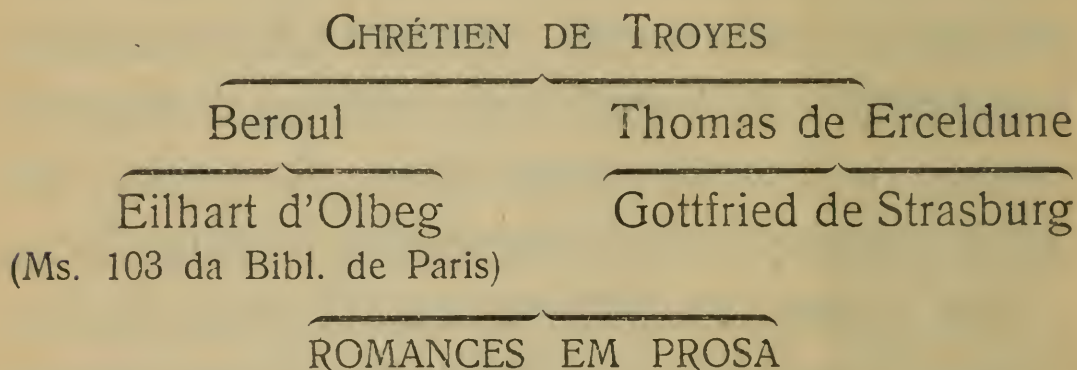 CHRÉTIEN DE TROYES
Beroul Thomas de Erceldune
Eilhart d'Olbeg Gottfried de Strasburg
(Ms. 103 da Bibl. de Paris)
ROMANCES EM PROSA